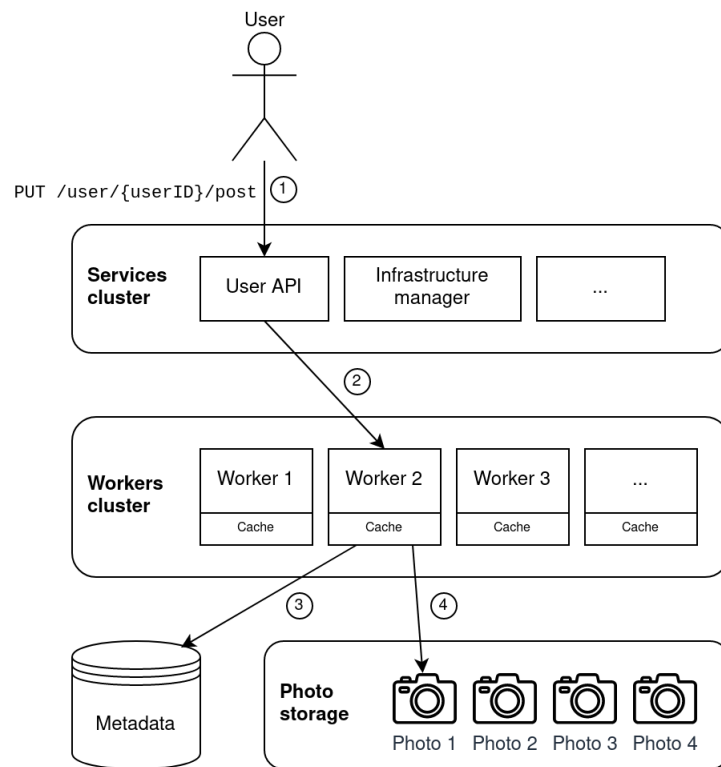 User
PUT /user/{userID}/post
1
Services
cluster
User API
Infrastructure
manager
...
2
Workers
cluster
Worker 1
Worker 2
Worker 3
...
Cache
Cache
Cache
Cache
3
4
Metadata
Photo
storage
Photo 1
Photo 2
Photo 3
Photo 4